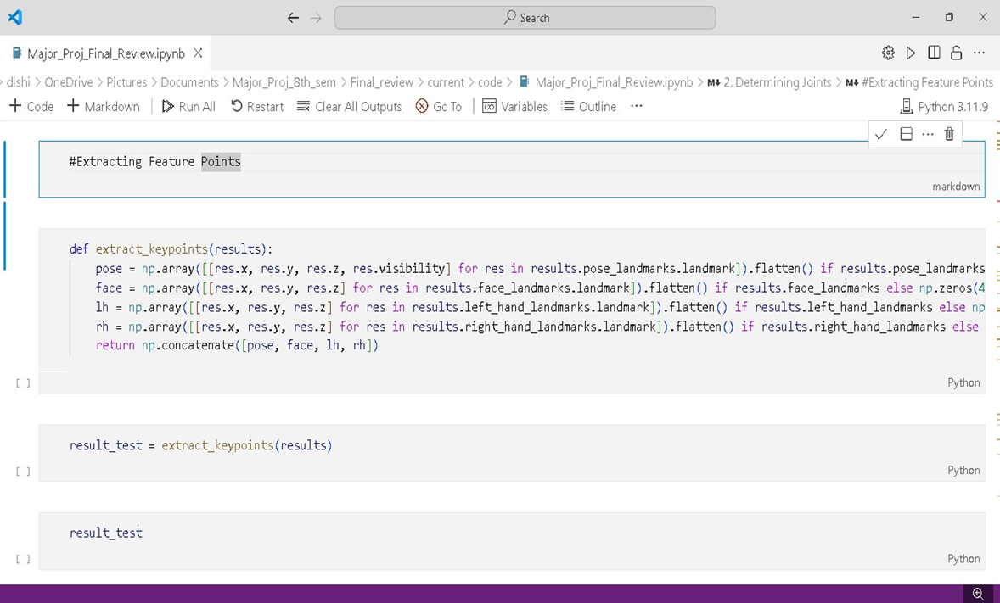 Search
Major_Proj_Final_Review.ipynb
dishi > OneDrive > Pictures > Documents > Major_Proj_8th_sem > Final_review > current > code > Major_Proj_Final_Review.ipynb > M↓ 2. Determining Joints > M↓ #Extracting Feature Points
+ Code + Markdown Run All Restart Clear All Outputs Go To Variables Outline ··· Python 3.11.9
#Extracting Feature Points
markdown
def extract_keypoints(results):
pose = np.array([[res.x, res.y, res.z, res.visibility] for res in results.pose_landmarks.landmark]).flatten() if results.pose_landmarks
face = np.array([[res.x, res.y, res.z] for res in results.face_landmarks.landmark]).flatten() if results.face_landmarks else np.zeros(4
lh = np.array([[res.x, res.y, res.z] for res in results.left_hand_landmarks.landmark]).flatten() if results.left_hand_landmarks else np
rh = np.array([[res.x, res.y, res.z] for res in results.right_hand_landmarks.landmark]).flatten() if results.right_hand_landmarks else
return np.concatenate([pose, face, lh, rh])
[ ] Python
result_test = extract_keypoints(results)
[ ] Python
result_test
[ ] Python